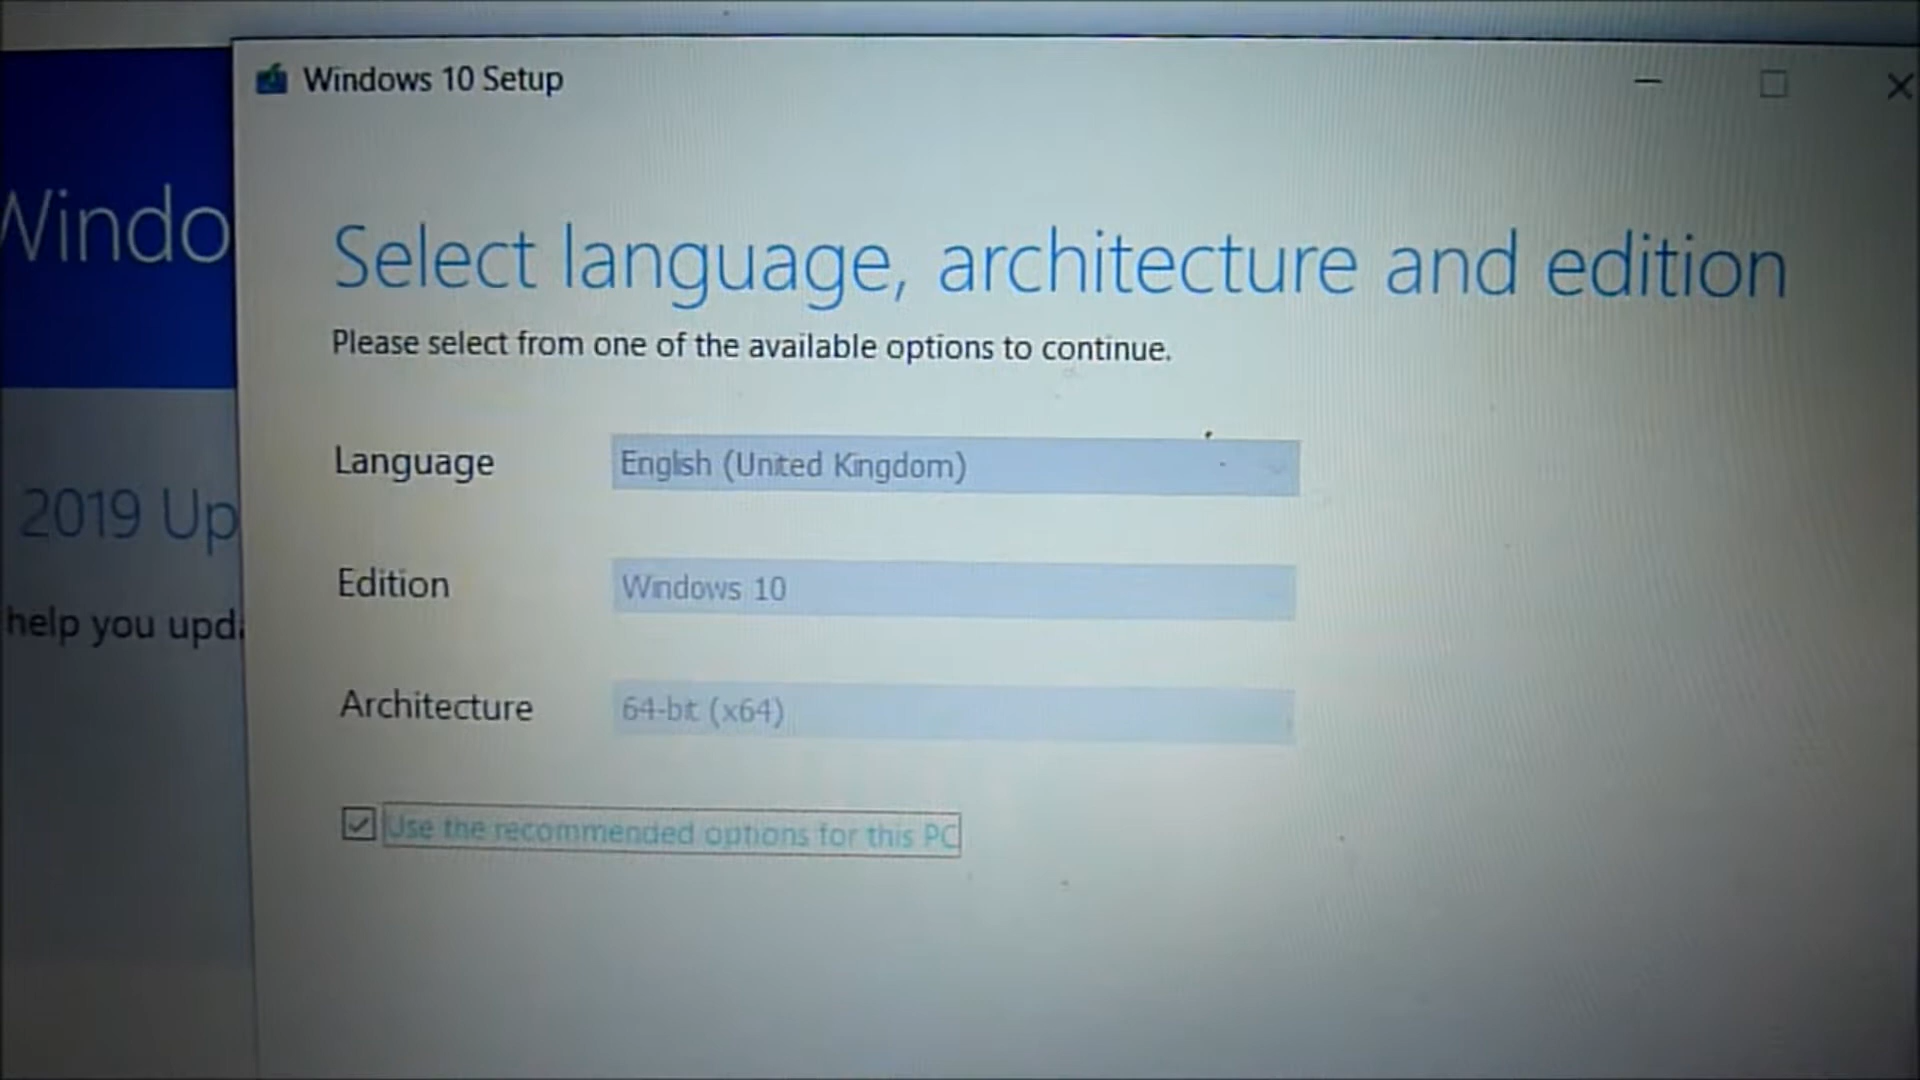 Windows 10 Setup
Windo
Select language, architecture and edition
Please select from one of the available options to continue.
Language
English (United Kingdom)
2019 Up
Edition
Windows 10
help you upda
Architecture
64-bit (x64)
Use the recommended options for this PC